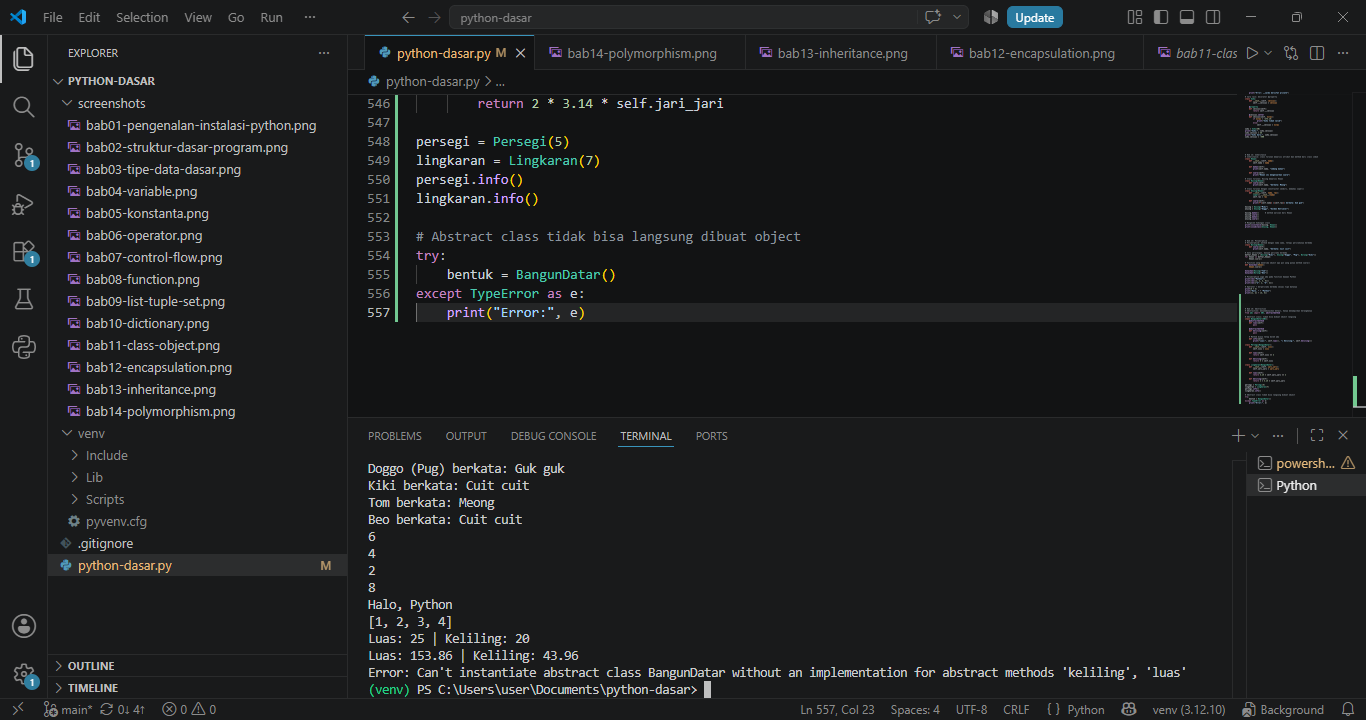 File Edit Selection View Go Run ··· python-dasar Update
EXPLORER ···
PYTHON-DASAR
screenshots
bab01-pengenalan-instalasi-python.png
bab02-struktur-dasar-program.png
bab03-tipe-data-dasar.png
bab04-variable.png
bab05-konstanta.png
bab06-operator.png
bab07-control-flow.png
bab08-function.png
bab09-list-tuple-set.png
bab10-dictionary.png
bab11-class-object.png
bab12-encapsulation.png
bab13-inheritance.png
bab14-polymorphism.png
venv
Include
Lib
Scripts
pyvenv.cfg
.gitignore
python-dasar.py M
OUTLINE
TIMELINE
1
1
1
python-dasar.py M bab14-polymorphism.png bab13-inheritance.png bab12-encapsulation.png bab11-clas
python-dasar.py > ...
546 return 2 * 3.14 * self.jari_jari
547
548 persegi = Persegi(5)
549 lingkaran = Lingkaran(7)
550 persegi.info()
551 lingkaran.info()
552
553 # Abstract class tidak bisa langsung dibuat object
554 try:
555 bentuk = BangunDatar()
556 except TypeError as e:
557 print("Error:", e)
PROBLEMS OUTPUT DEBUG CONSOLE TERMINAL PORTS
Doggo (Pug) berkata: Guk guk
Kiki berkata: Cuit cuit
Tom berkata: Meong
Beo berkata: Cuit cuit
6
4
2
8
Halo, Python
[1, 2, 3, 4]
Luas: 25 | Keliling: 20
Luas: 153.86 | Keliling: 43.96
Error: Can't instantiate abstract class BangunDatar without an implementation for abstract methods 'keliling', 'luas'
(venv) PS C:\Users\user\Documents\python-dasar>
powersh...
Python
main* 0↓ 4↑ 0 0 Ln 557, Col 23 Spaces: 4 UTF-8 CRLF { } Python venv (3.12.10) Background